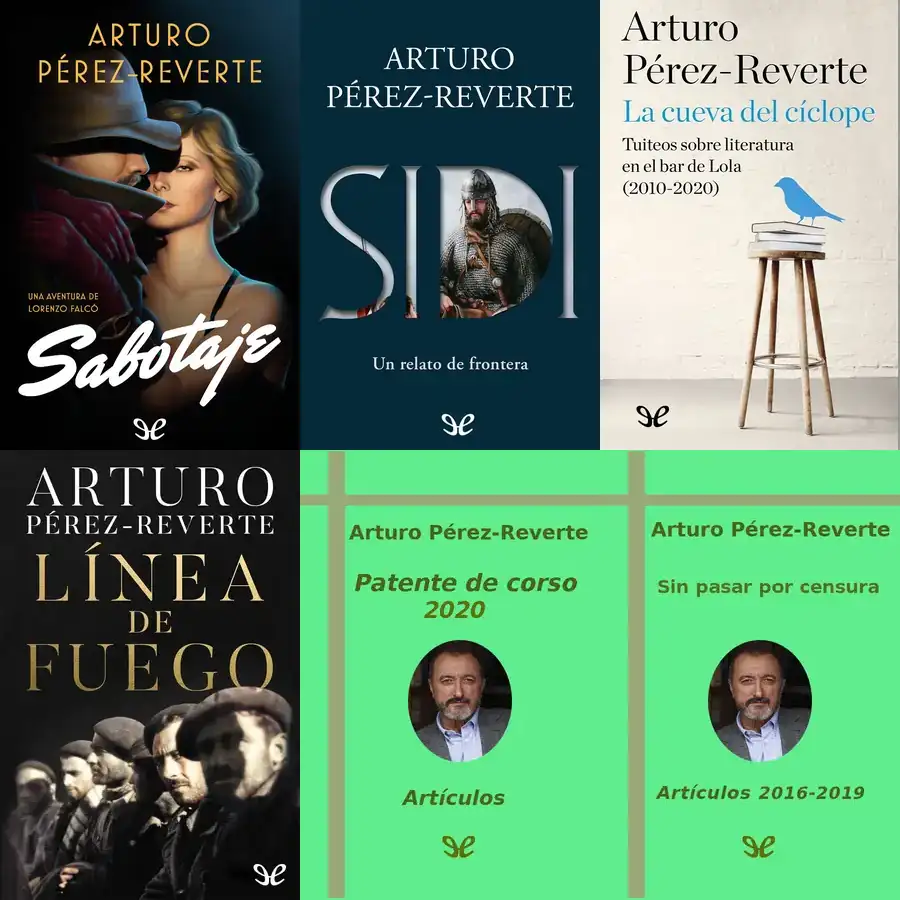 ARTURO
PÉREZ-REVERTE
UNA AVENTURA DE
LORENZO FALCÓ
Sabotaje
ARTURO
PÉREZ-REVERTE
SIDI
Un relato de frontera
Arturo
Pérez-Reverte
La cueva del cíclope
Tuiteos sobre literatura
en el bar de Lola
(2010-2020)
ARTURO
PÉREZ-REVERTE
LÍNEA
DE
FUEGO
Arturo Pérez-Reverte
Patente de corso
2020
Artículos
Arturo Pérez-Reverte
Sin pasar por censura
Artículos 2016-2019